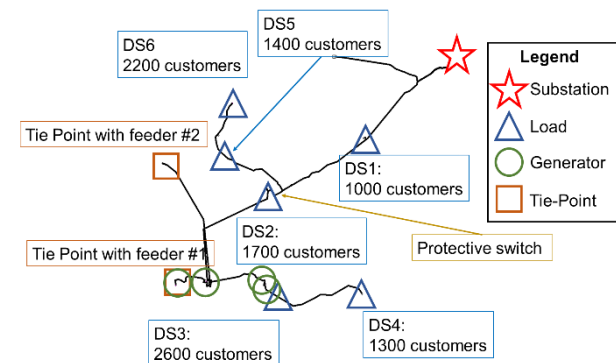 DS6
2200 customers
DS5
1400 customers
Legend
Substation
Load
Generator
Tie-Point
Tie Point with feeder #2
DS1:
1000 customers
DS2:
1700 customers
Protective switch
Tie Point with feeder #1
DS3:
2600 customers
DS4:
1300 customers